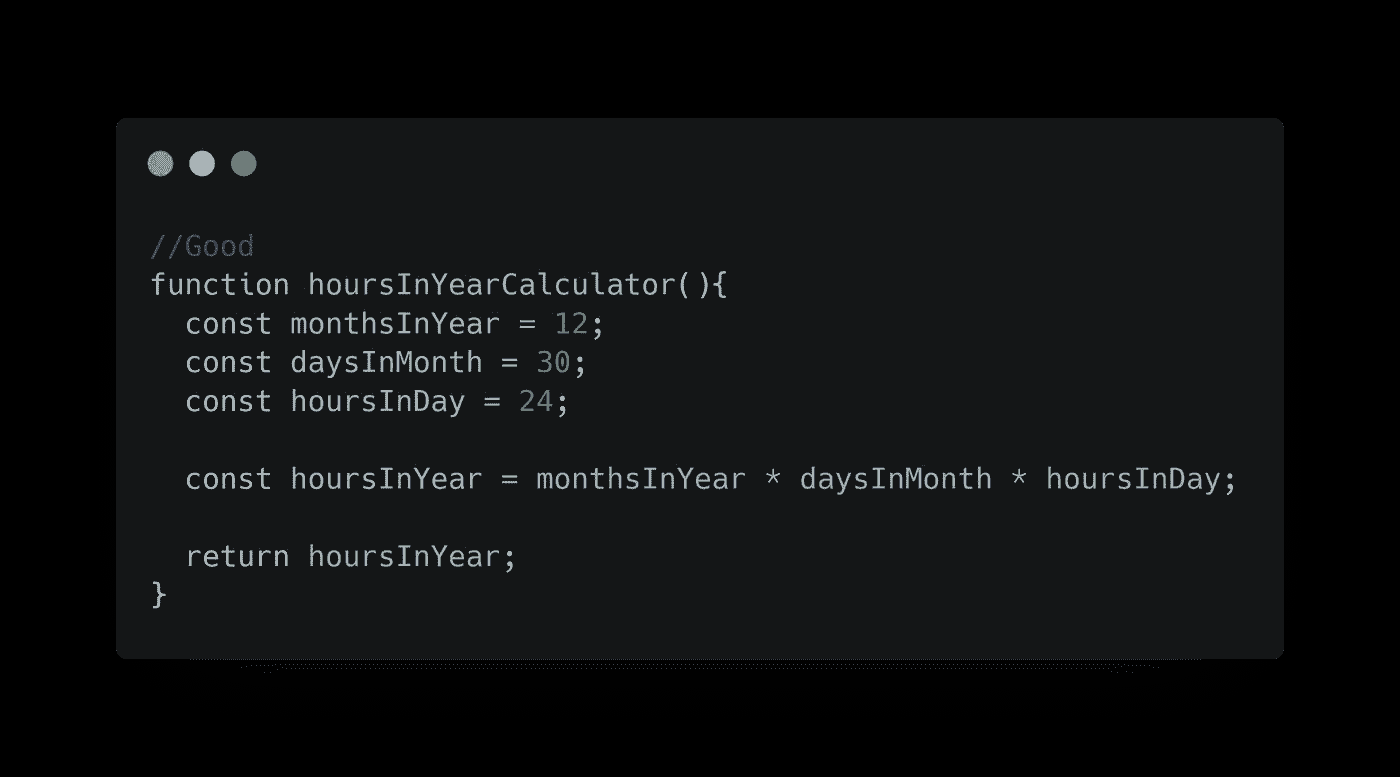 //Good
function hoursInYearCalculator(){
  const monthsInYear = 12;
  const daysInMonth = 30;
  const hoursInDay = 24;

  const hoursInYear = monthsInYear * daysInMonth * hoursInDay;

  return hoursInYear;
}